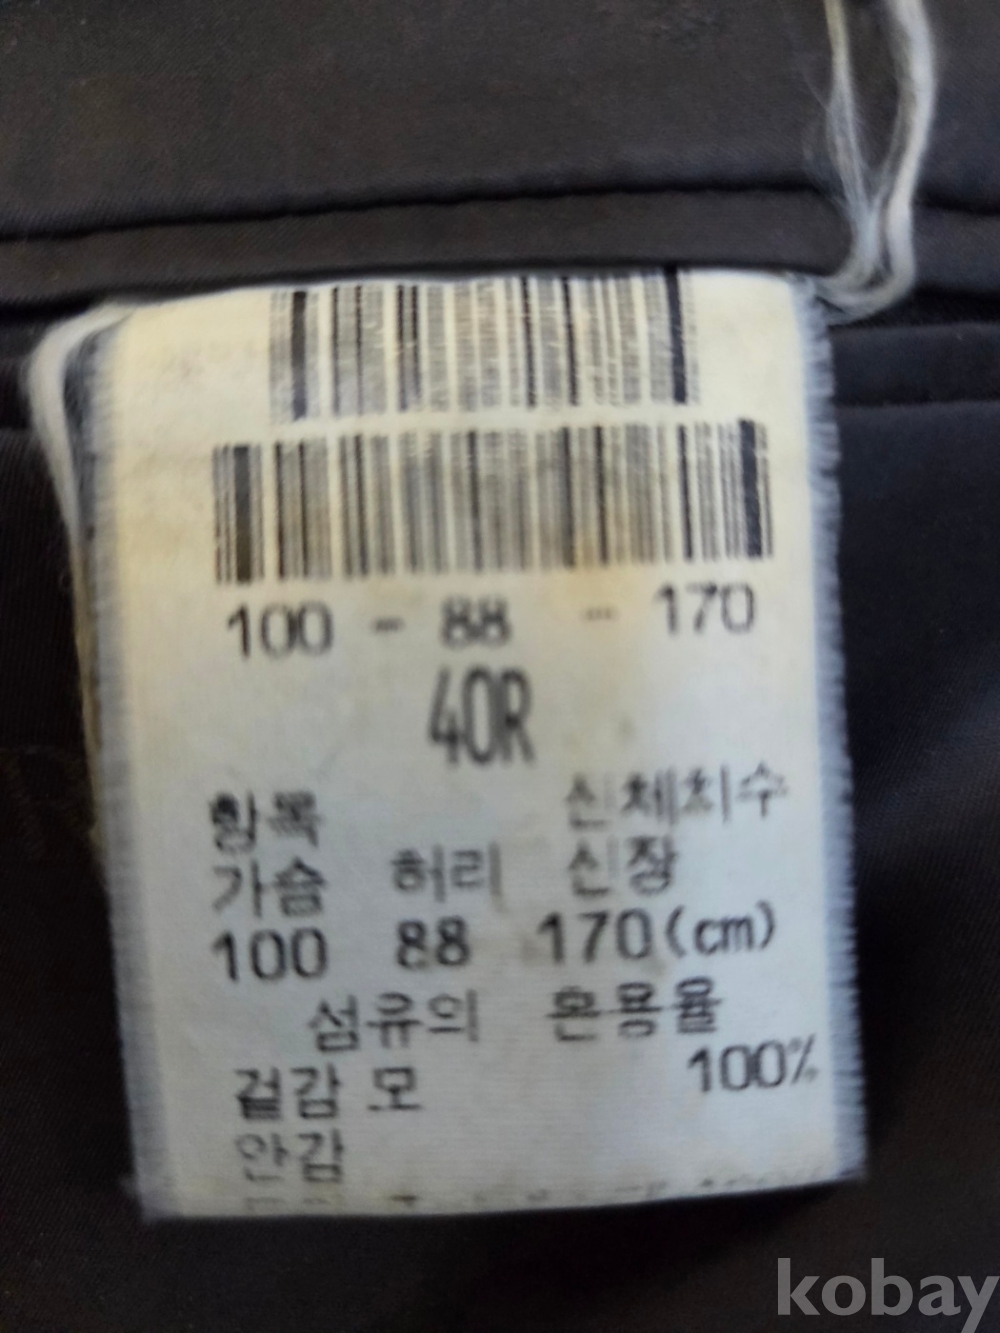 100 - 88 - 170
40R
항목 신체치수
가슴 허리 신장
100 88 170(cm)
섬유의 혼용율
겉감 모 100%
안감
kobay